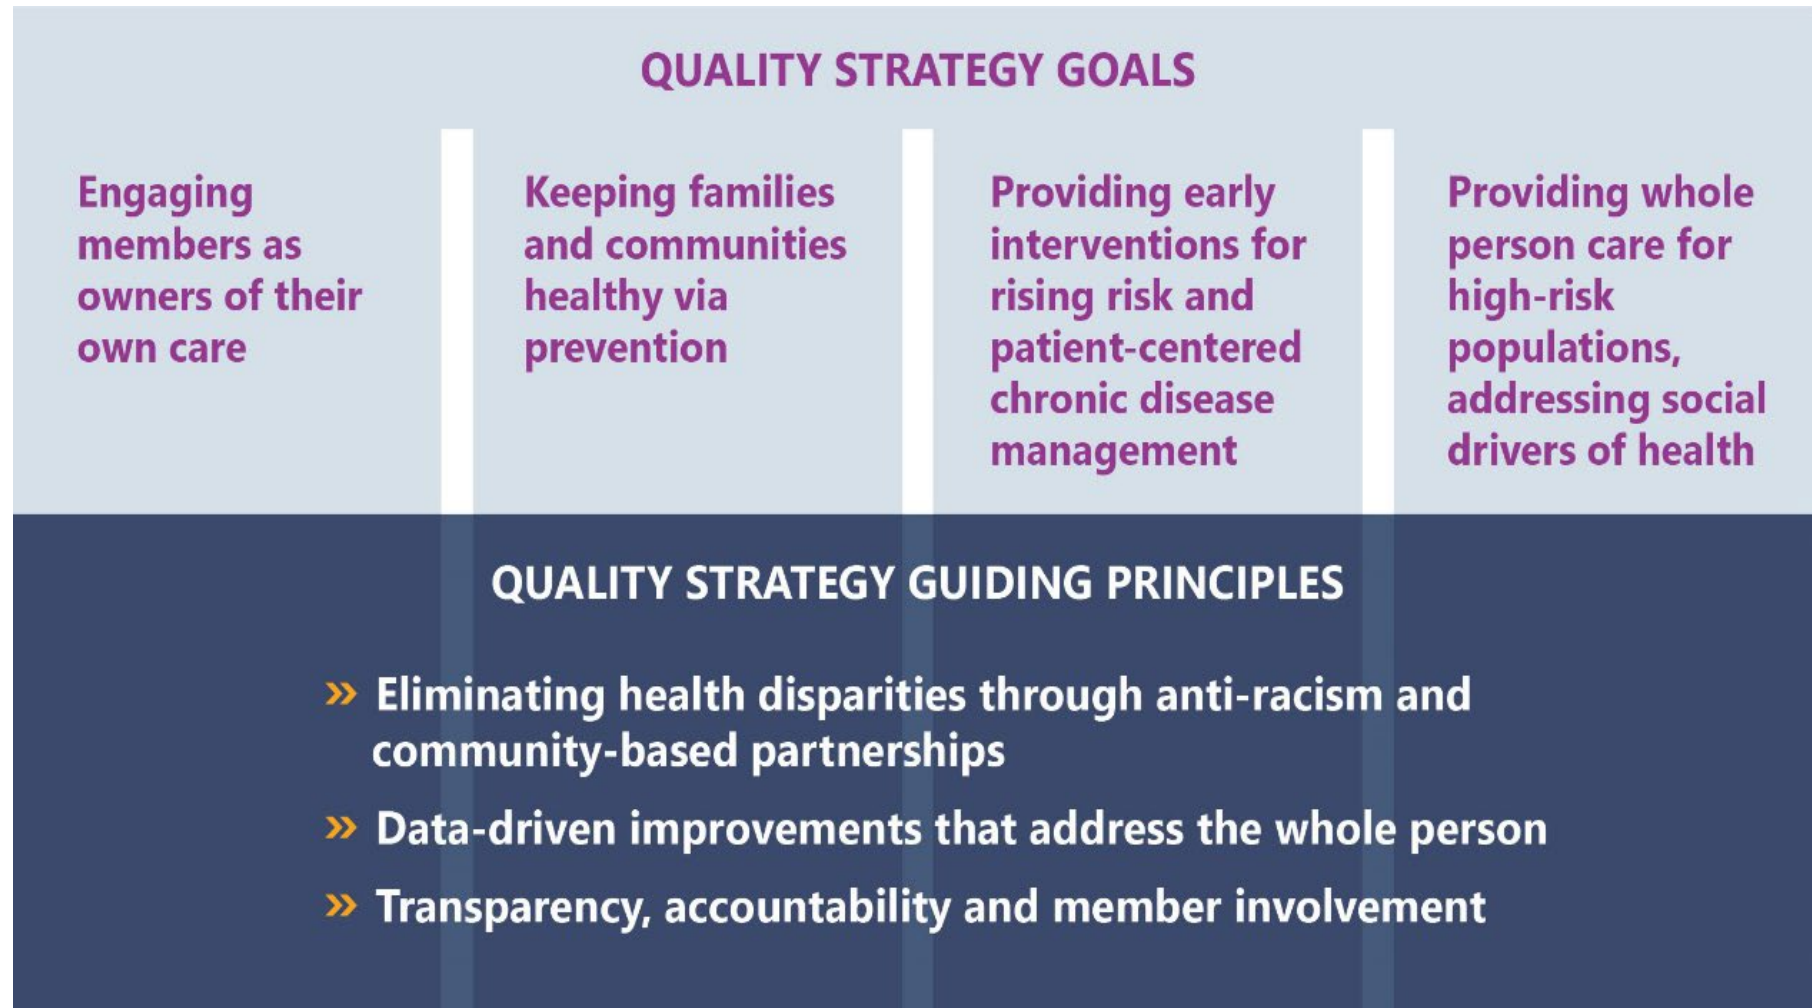 QUALITY STRATEGY GOALS
Engaging
members as
owners of their
own care
Keeping families
and communities
healthy via
prevention
Providing early
interventions for
rising risk and
patient-centered
chronic disease
management
Providing whole
person care for
high-risk
populations,
addressing social
drivers of health
QUALITY STRATEGY GUIDING PRINCIPLES
» Eliminating health disparities through anti-racism and
community-based partnerships
» Data-driven improvements that address the whole person
» Transparency, accountability and member involvement